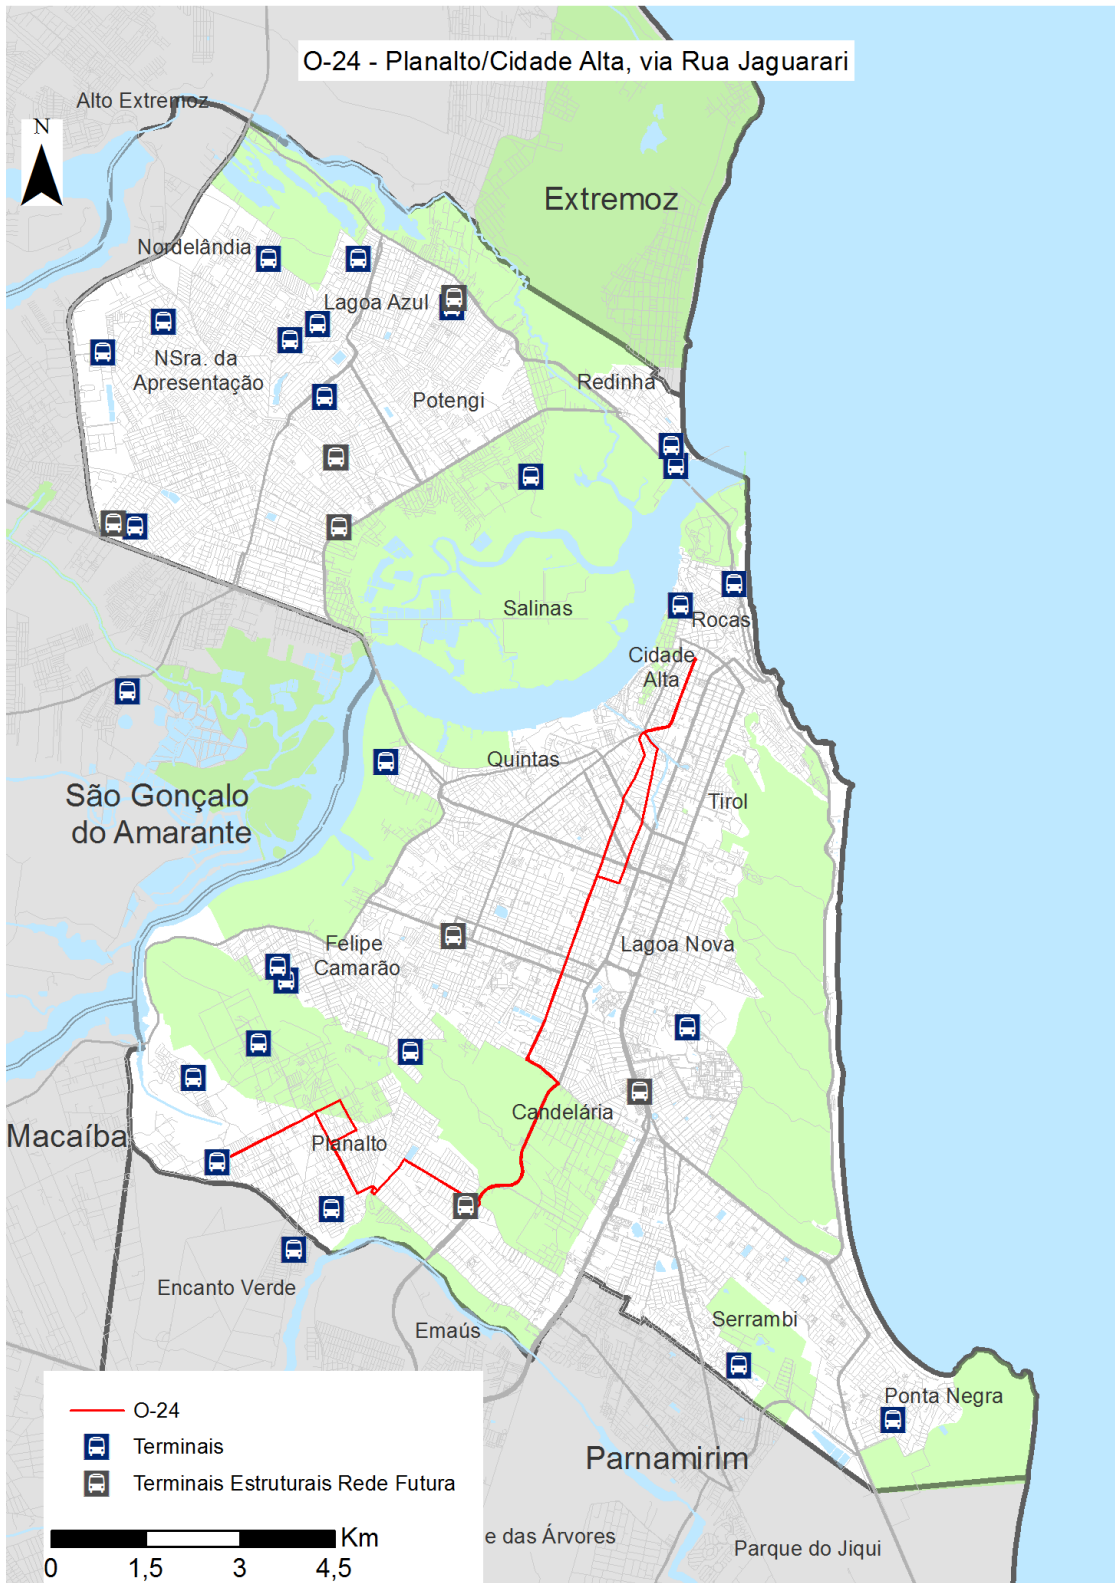 O-24 - Planalto/Cidade Alta, via Rua Jaguarari
Alto Extremoz
N
Extremoz
Nordelândia
Lagoa Azul
NSra. da
Apresentação
Redinha
Potengi
Salinas
Rocas
Cidade
Alta
Quintas
São Gonçalo
do Amarante
Tirol
Felipe
Camarão
Lagoa Nova
Candelária
Macaíba
Planalto
Encanto Verde
Emaús
Serrambi
Ponta Negra
Parnamirim
e das Árvores
Parque do Jiqui
O-24
Terminais
Terminais Estruturais Rede Futura
Km
0 1,5 3 4,5